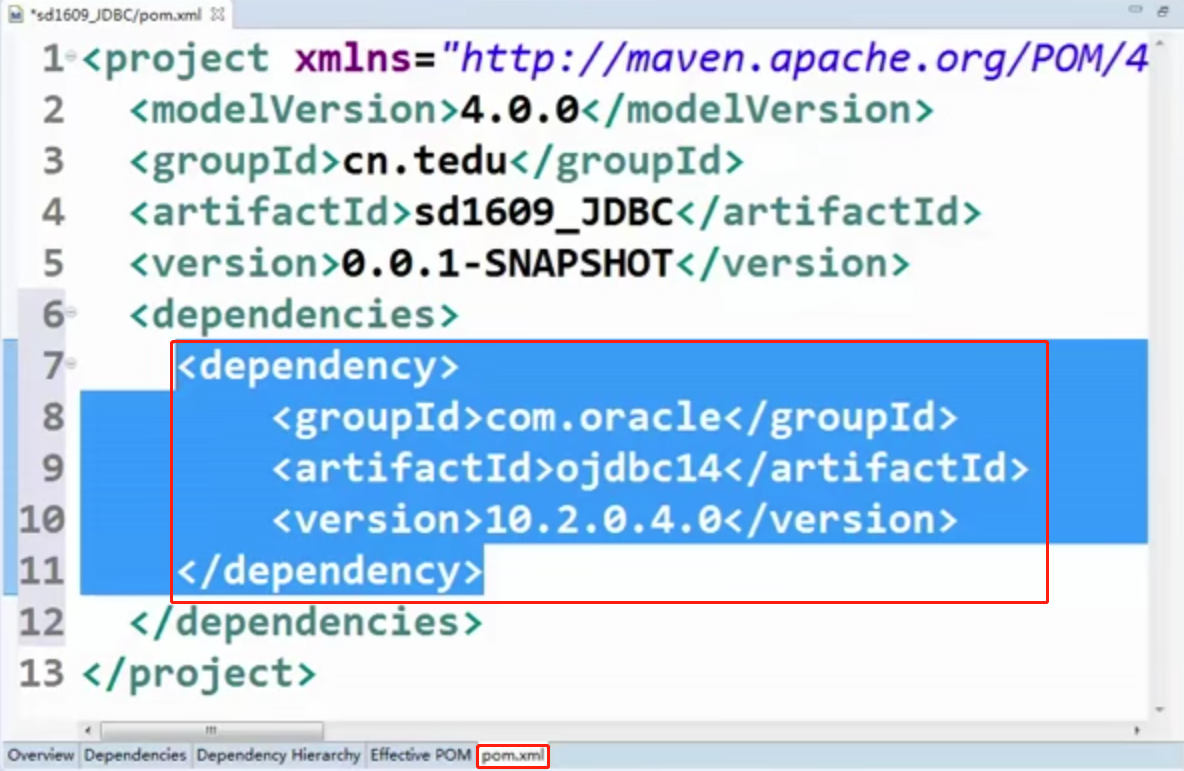 *sd1609_JDBC/pom.xml
1 <project xmlns="http://maven.apache.org/POM/4
2 <modelVersion>4.0.0</modelVersion>
3 <groupId>cn.tedu</groupId>
4 <artifactId>sd1609_JDBC</artifactId>
5 <version>0.0.1-SNAPSHOT</version>
6 <dependencies>
7 <dependency>
8 <groupId>com.oracle</groupId>
9 <artifactId>ojdbc14</artifactId>
10 <version>10.2.0.4.0</version>
11 </dependency>
12 </dependencies>
13 </project>
Overview Dependencies Dependency Hierarchy Effective POM pom.xml